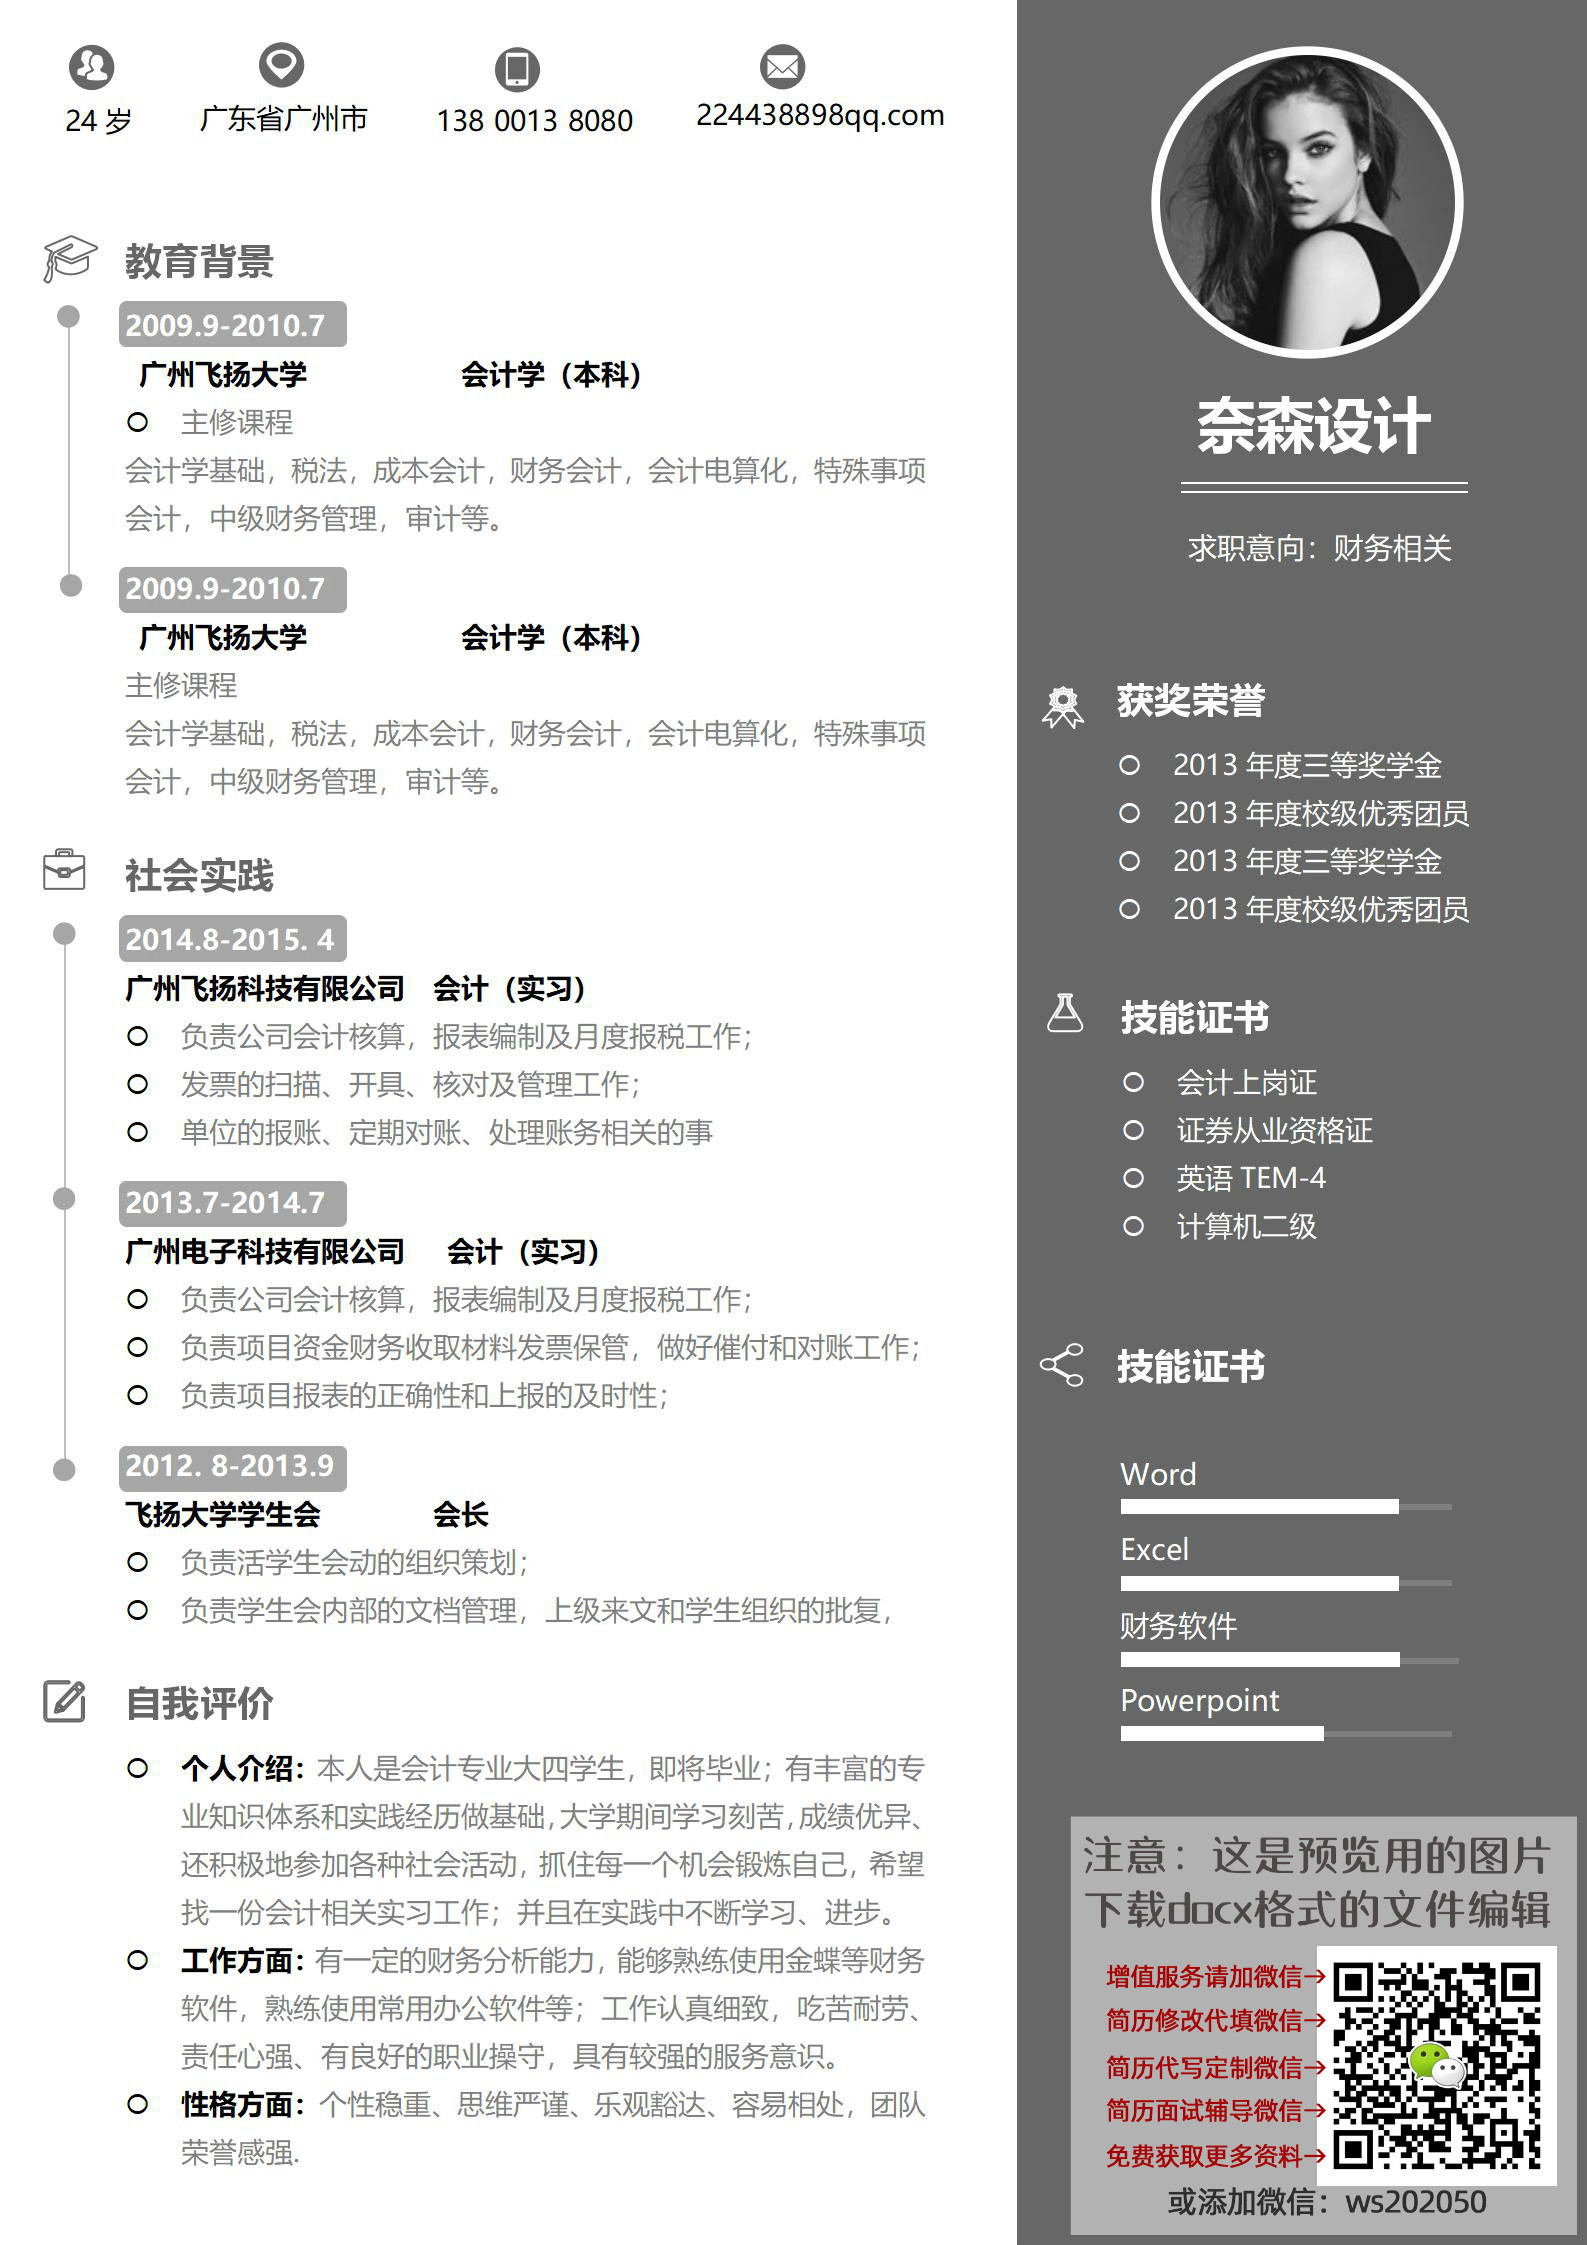 24 岁
广东省广州市
138 0013 8080
224438898qq.com
教育背景
2009.9-2010.7
广州飞扬大学 会计学（本科）
主修课程
会计学基础，税法，成本会计，财务会计，会计电算化，特殊事项
会计，中级财务管理，审计等。
2009.9-2010.7
广州飞扬大学 会计学（本科）
主修课程
会计学基础，税法，成本会计，财务会计，会计电算化，特殊事项
会计，中级财务管理，审计等。
社会实践
2014.8-2015. 4
广州飞扬科技有限公司 会计（实习）
负责公司会计核算，报表编制及月度报税工作；
发票的扫描、开具、核对及管理工作；
单位的报账、定期对账、处理账务相关的事
2013.7-2014.7
广州电子科技有限公司 会计（实习）
负责公司会计核算，报表编制及月度报税工作；
负责项目资金财务收取材料发票保管，做好催付和对账工作；
负责项目报表的正确性和上报的及时性；
2012. 8-2013.9
飞扬大学学生会 会长
负责活学生会动的组织策划；
负责学生会内部的文档管理，上级来文和学生组织的批复，
自我评价
个人介绍：本人是会计专业大四学生，即将毕业；有丰富的专
业知识体系和实践经历做基础，大学期间学习刻苦，成绩优异、
还积极地参加各种社会活动，抓住每一个机会锻炼自己，希望
找一份会计相关实习工作；并且在实践中不断学习、进步。
工作方面：有一定的财务分析能力，能够熟练使用金蝶等财务
软件，熟练使用常用办公软件等；工作认真细致，吃苦耐劳、
责任心强、有良好的职业操守，具有较强的服务意识。
性格方面：个性稳重、思维严谨、乐观豁达、容易相处，团队
荣誉感强.
奈森设计
求职意向：财务相关
获奖荣誉
2013 年度三等奖学金
2013 年度校级优秀团员
2013 年度三等奖学金
2013 年度校级优秀团员
技能证书
会计上岗证
证券从业资格证
英语 TEM-4
计算机二级
技能证书
Word
Excel
财务软件
Powerpoint
注意：这是预览用的图片
下载docx格式的文件编辑
增值服务请加微信→
简历修改代填微信→
简历代写定制微信→
简历面试辅导微信→
免费获取更多资料→
或添加微信：ws202050